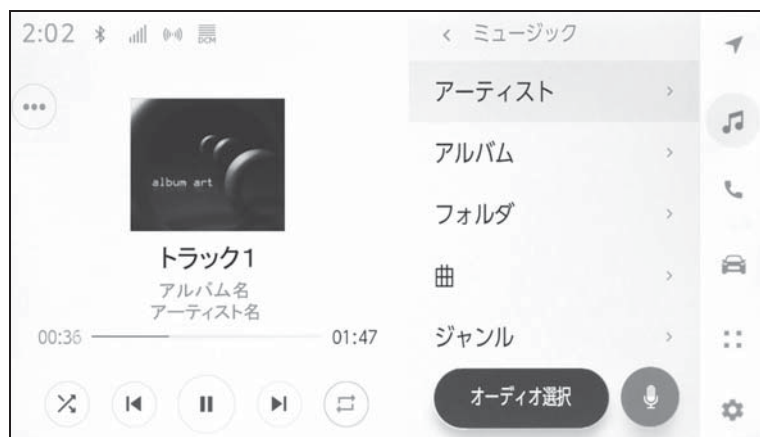 2:02
DCM
album art
トラック1
アルバム名
アーティスト名
00:36
01:47
ミュージック
アーティスト
アルバム
フォルダ
曲
ジャンル
オーディオ選択